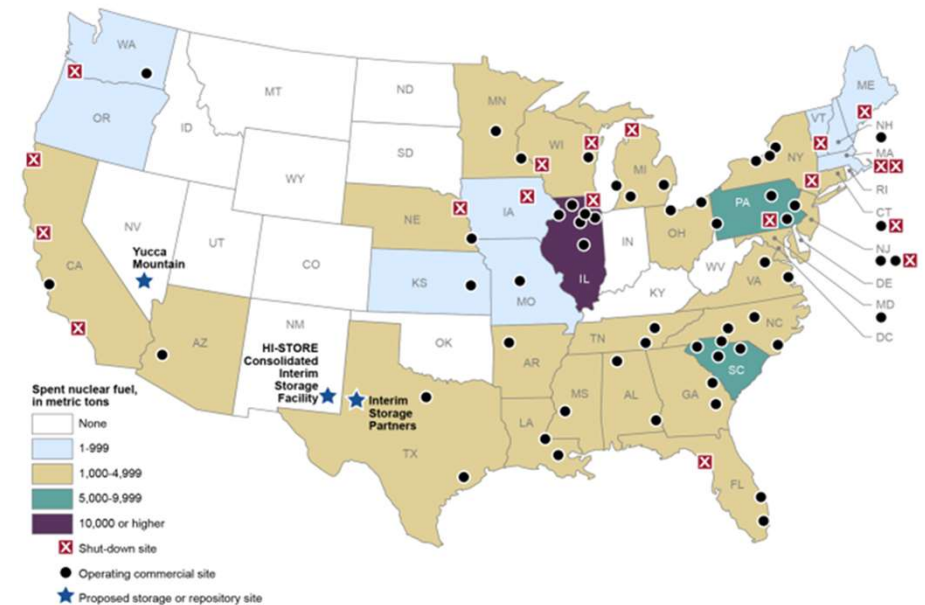 WA
MT
ND
MN
ME
VT
NH
OR
ID
SD
WI
MI
NY
MA
RI
WY
IA
PA
CT
NE
NV
OH
NJ
Yucca
Mountain
UT
CO
IN
IL
WV
DE
CA
KS
MO
KY
VA
MD
DC
NM
AZ
OK
TN
NC
HI-STORE
Consolidated
Interim
Storage
Facility
AR
SC
Interim
Storage
Partners
MS
AL
GA
LA
TX
FL
Spent nuclear fuel,
in metric tons
None
1-999
1,000-4,999
5,000-9,999
10,000 or higher
Shut-down site
Operating commercial site
Proposed storage or repository site